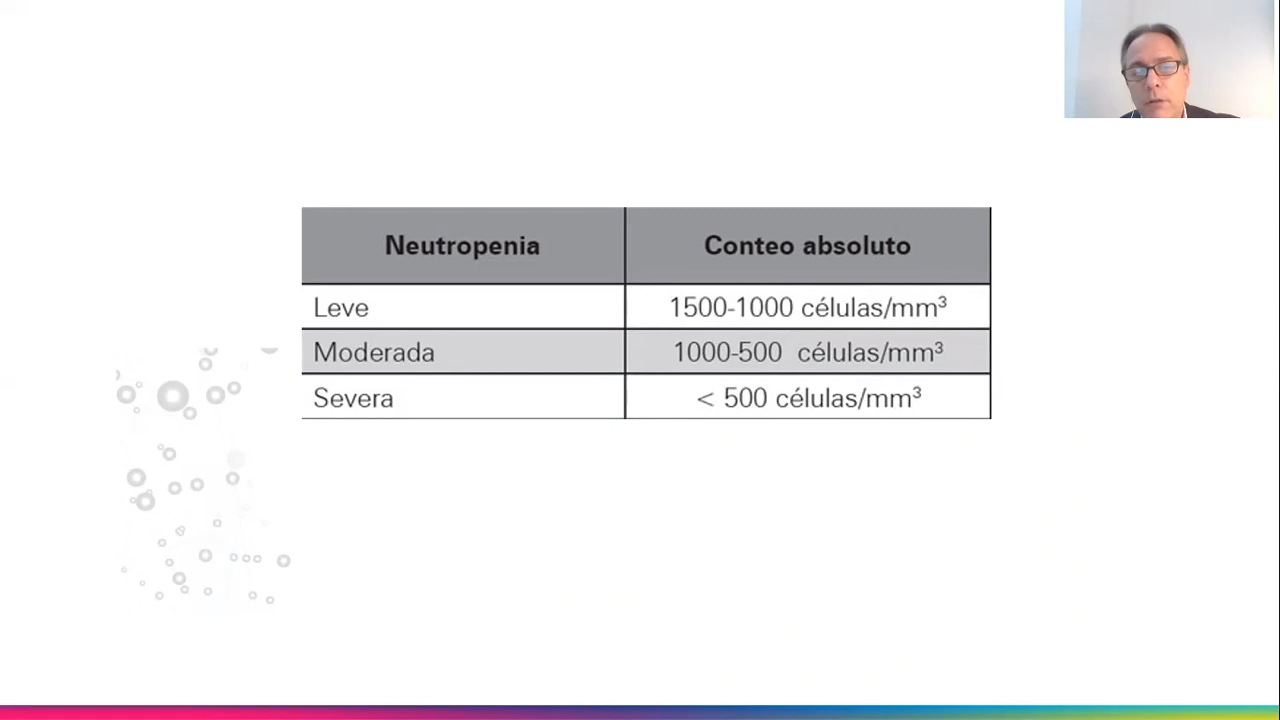 Neutropenia Conteo absoluto
Leve 1500-1000 células/mm³
Moderada 1000-500 células/mm³
Severa < 500 células/mm³